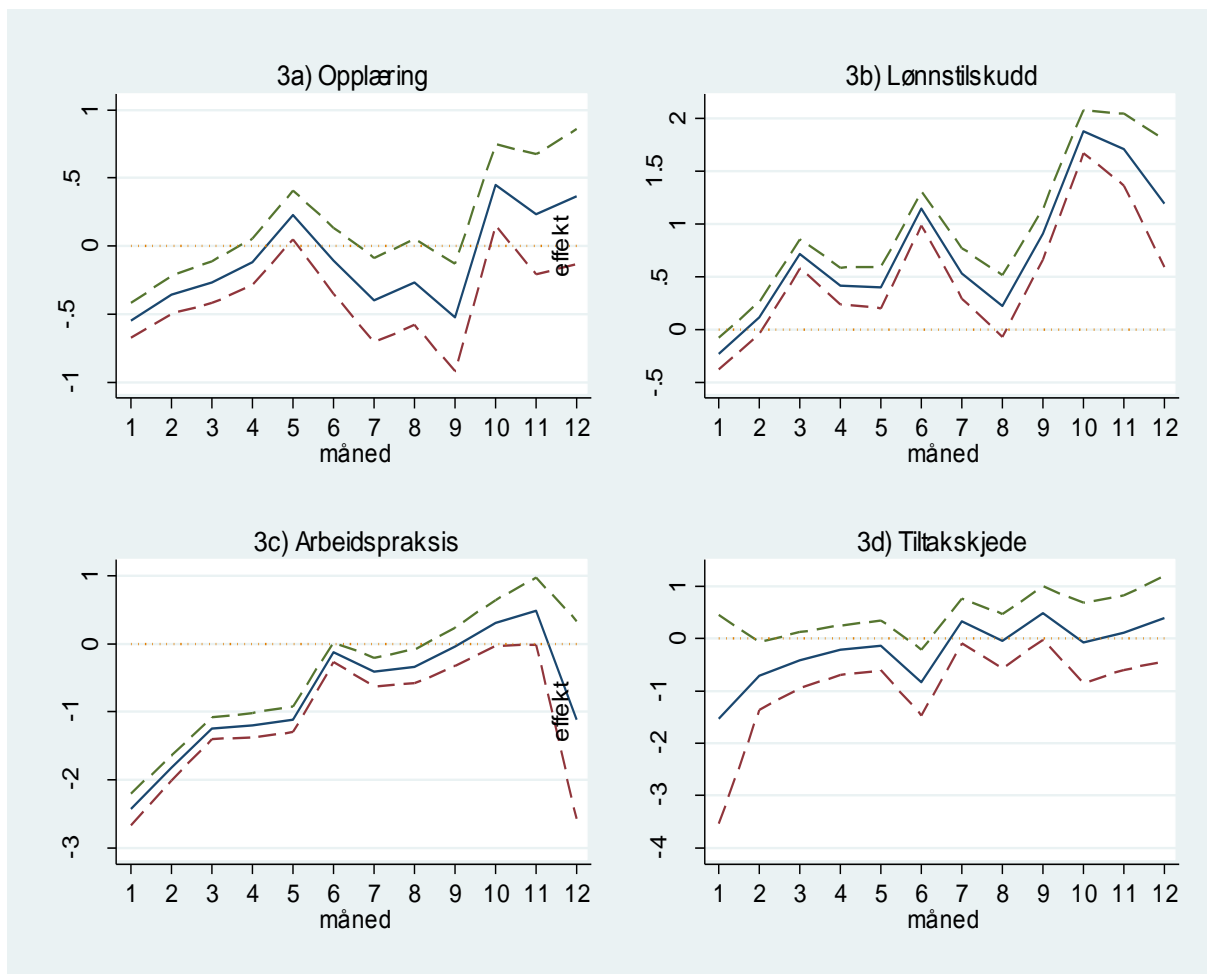 3a) Opplæring
1
.5
0
-.5
-1
effekt
1 2 3 4 5 6 7 8 9 10 11 12
måned
3b) Lønnstilskudd
2
1.5
1
.5
0
-.5
1 2 3 4 5 6 7 8 9 10 11 12
måned
3c) Arbeidspraksis
1
0
-1
-2
-3
effekt
1 2 3 4 5 6 7 8 9 10 11 12
måned
3d) Tiltakskjede
1
0
-1
-2
-3
-4
1 2 3 4 5 6 7 8 9 10 11 12
måned